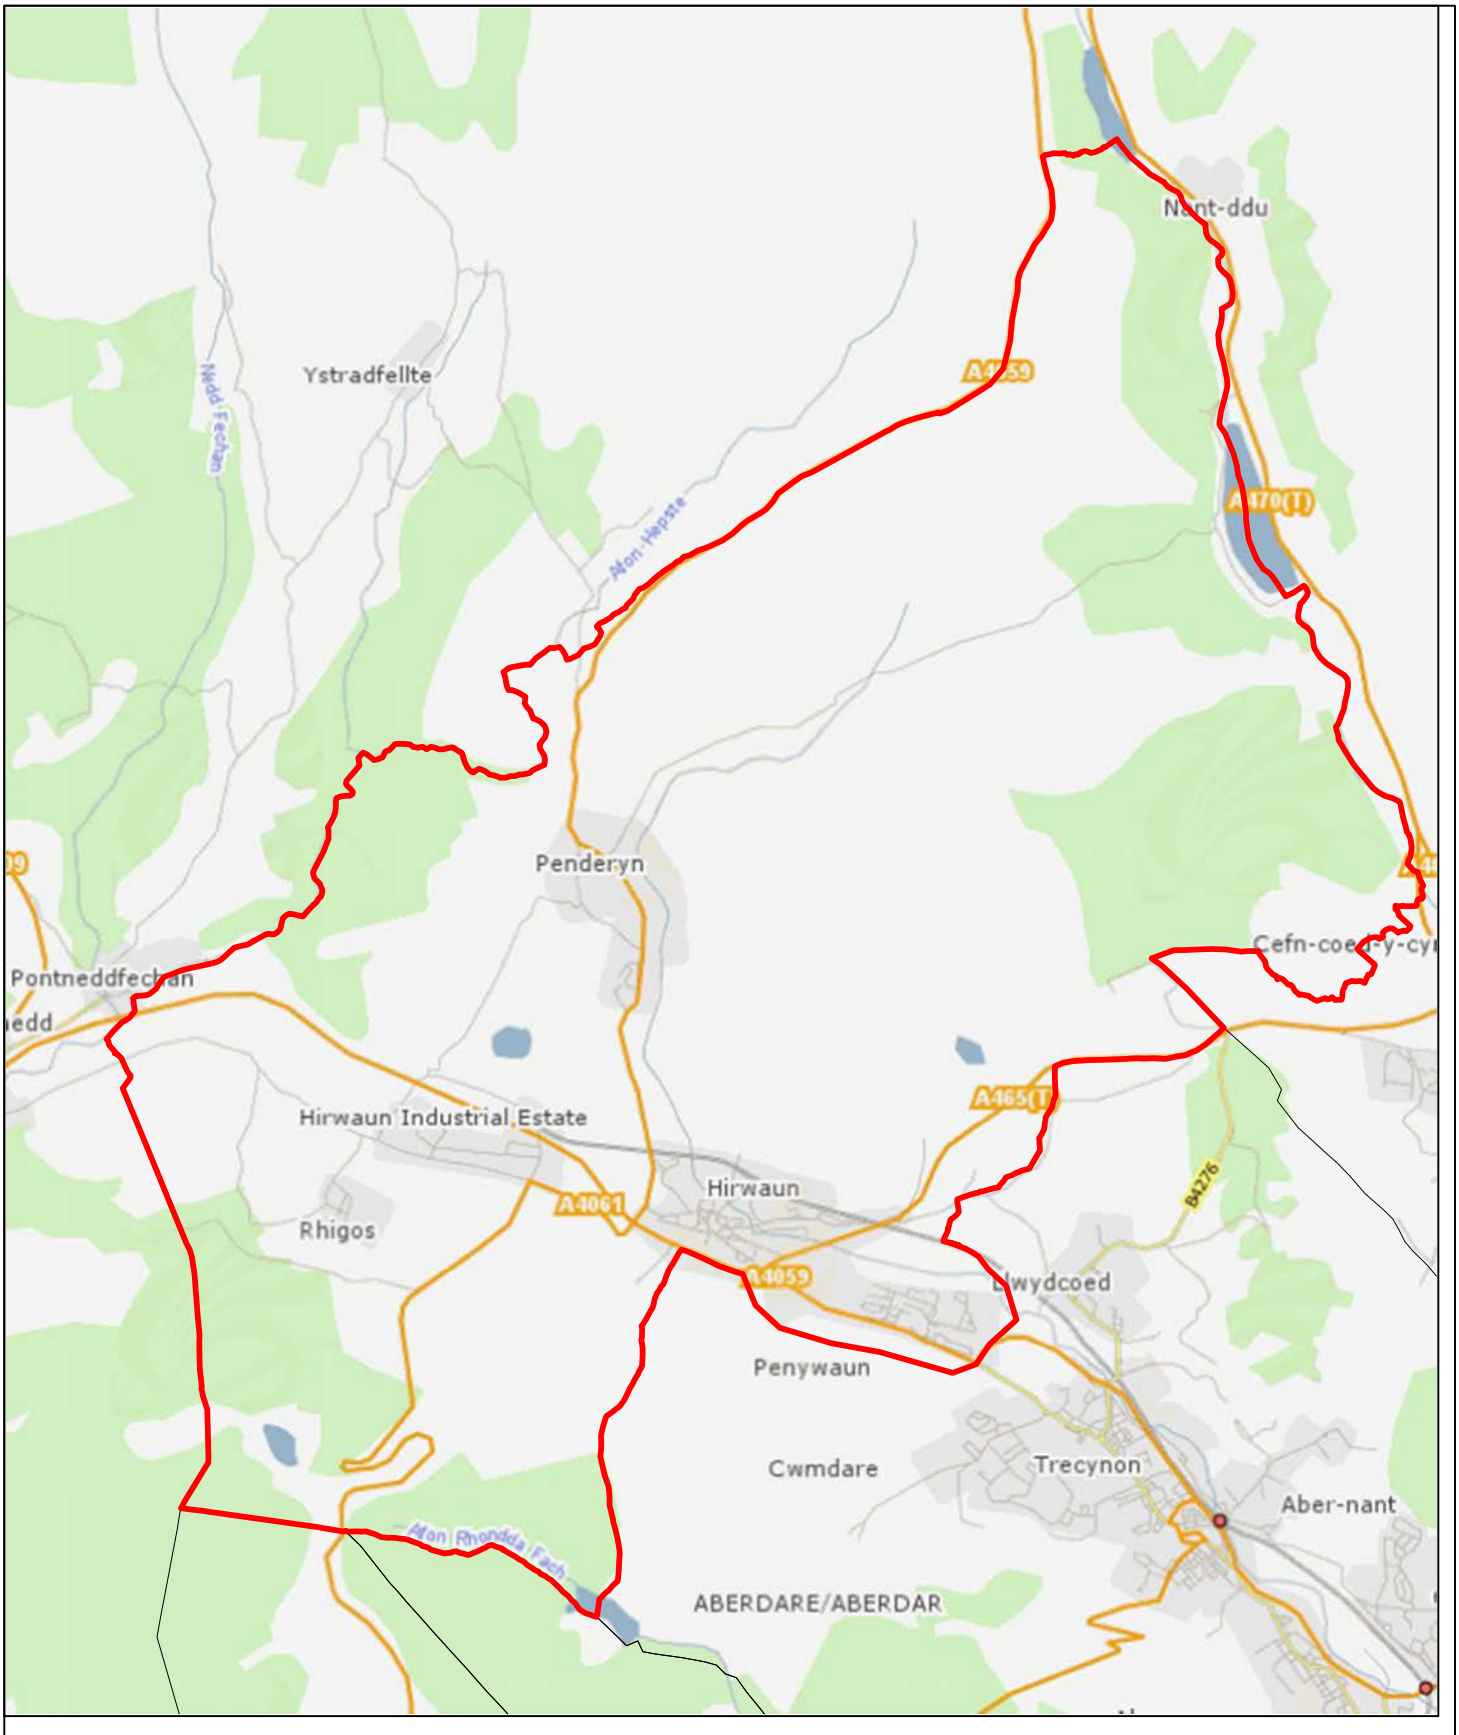 Nant-ddu
A4059
Ystradfellte
Nedd Fechan
A470(T)
Afon Hepste
Penderyn
Cefn-coed-y-cy
Pontneddfechan
edd
A465(T)
Hirwaun Industrial Estate
B4276
Hirwaun
A4061
Rhigos
A4059
Llwydcoed
Penywaun
Cwmdare
Trecynon
Aber-nant
Afon Rhondda Fach
ABERDARE/ABERDAR